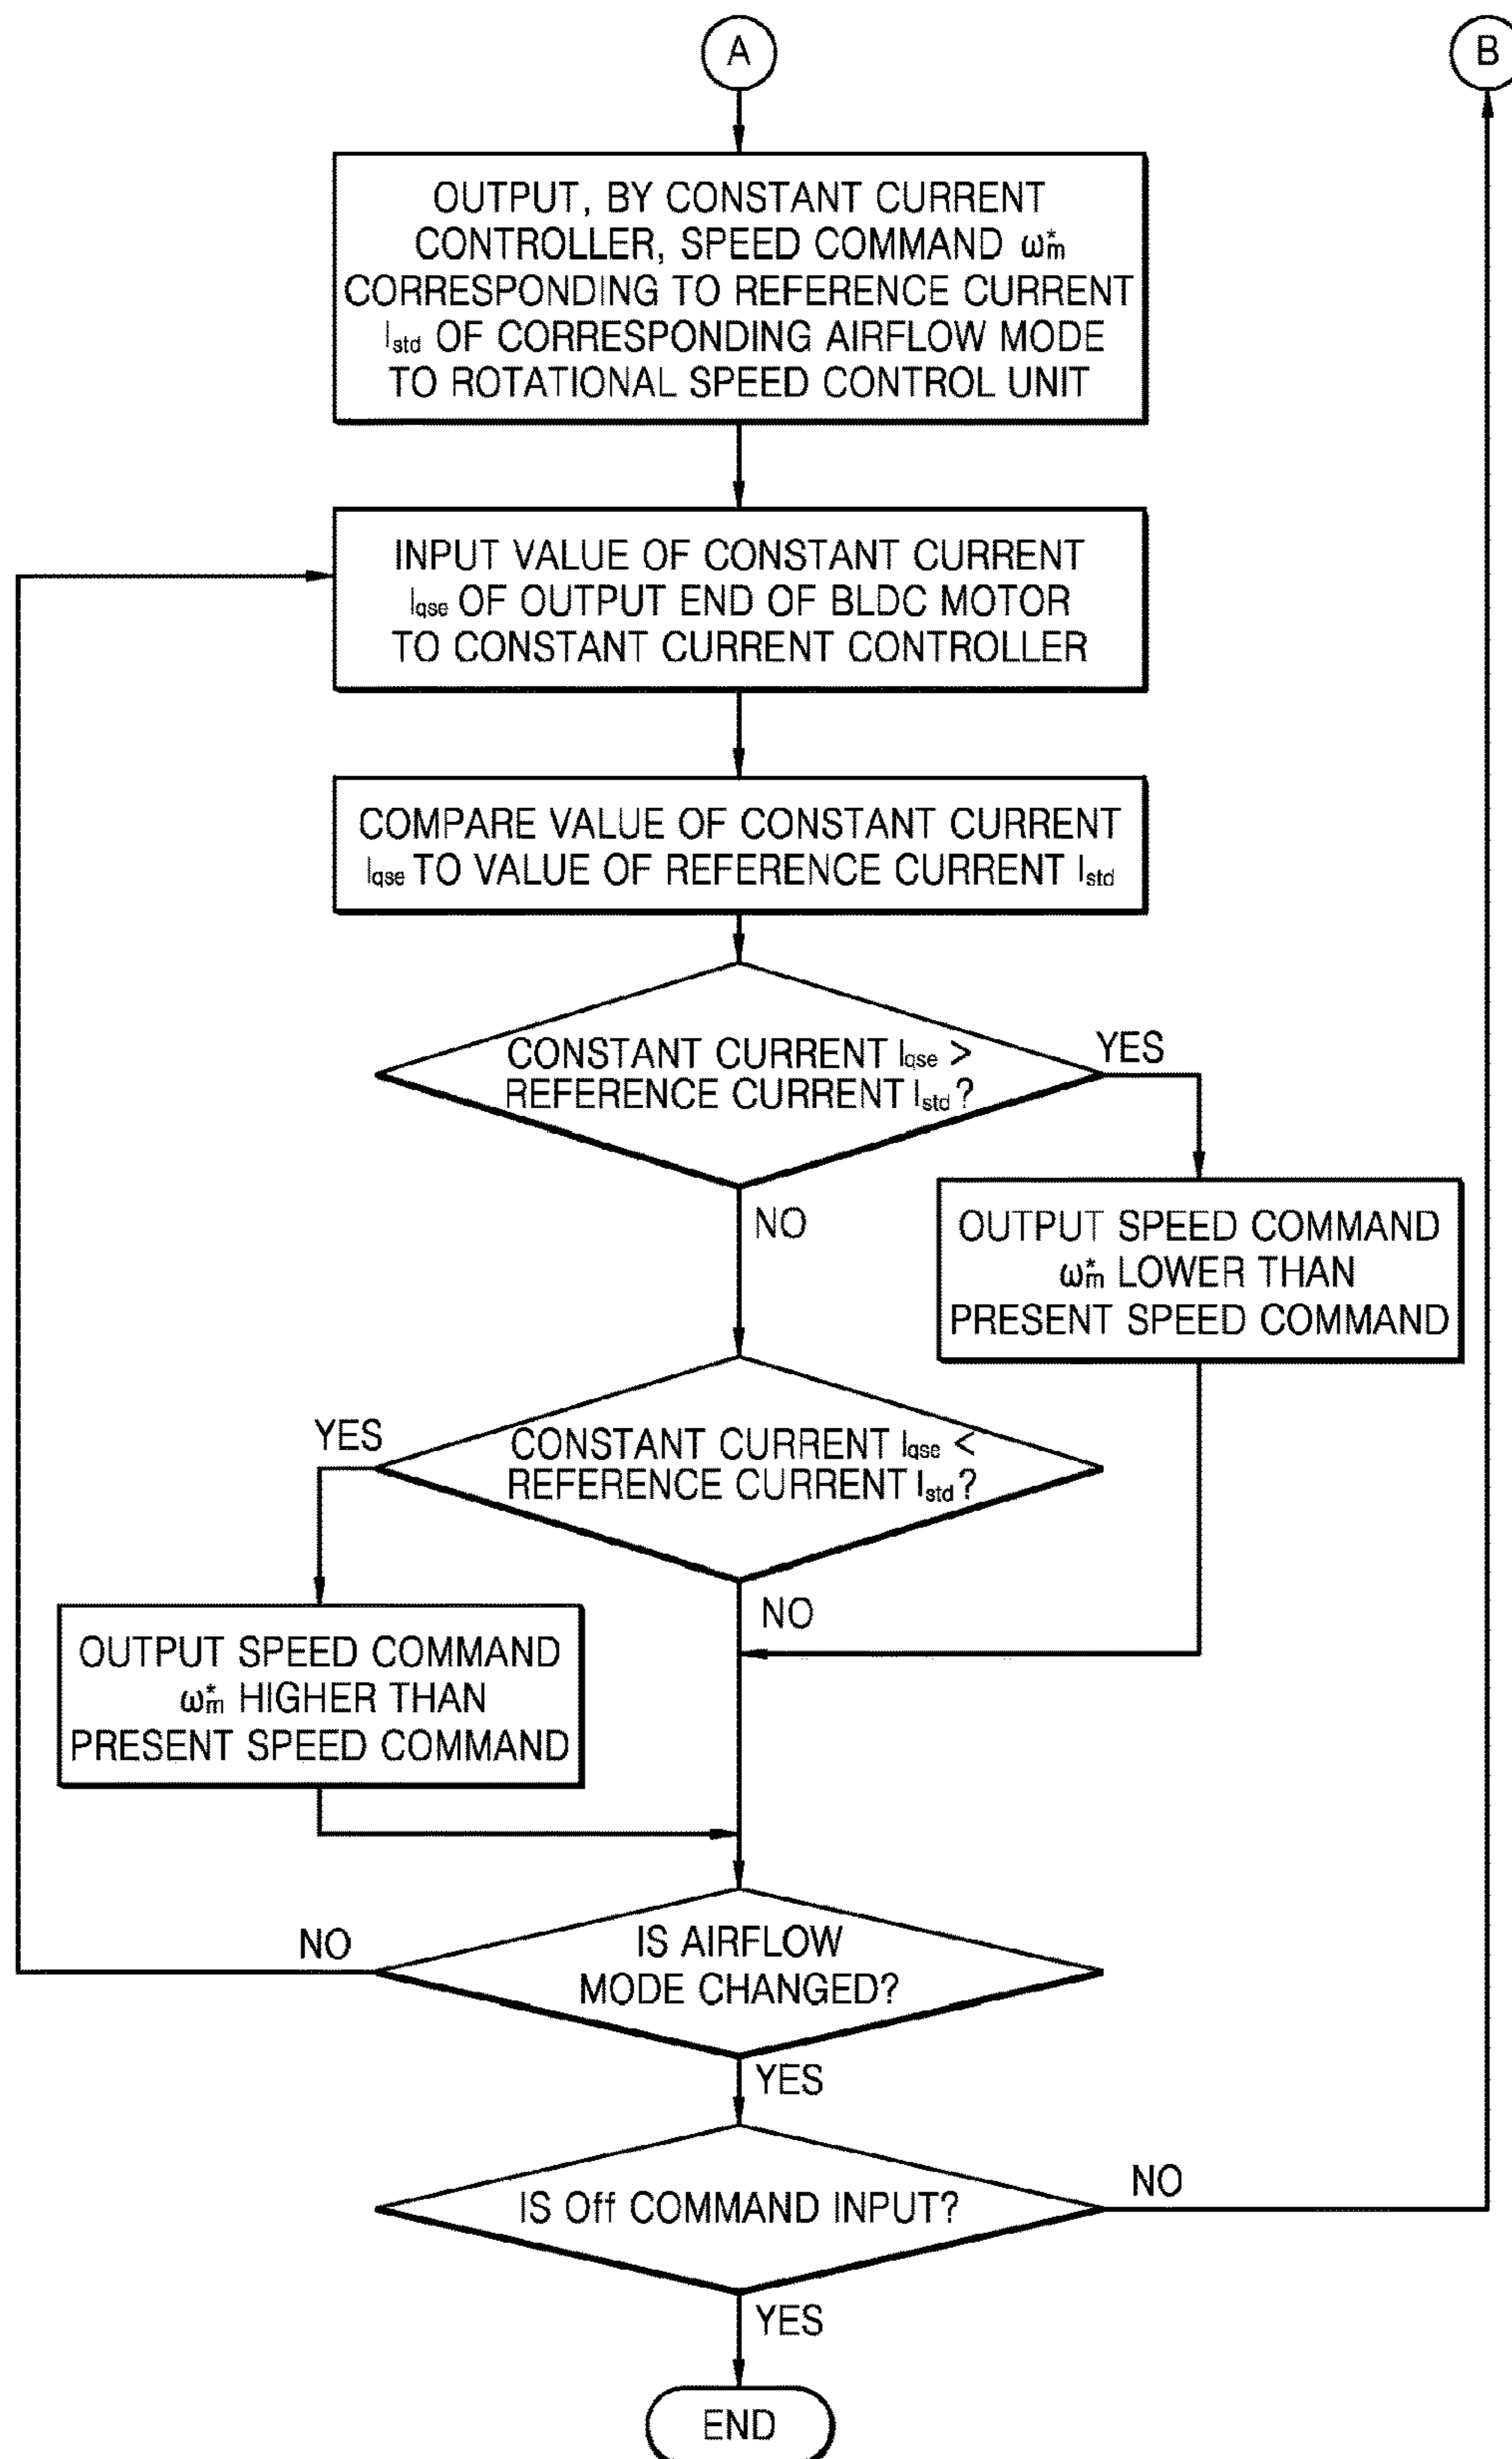 A
B
OUTPUT, BY CONSTANT CURRENT
CONTROLLER, SPEED COMMAND ω*m
CORRESPONDING TO REFERENCE CURRENT
Istd OF CORRESPONDING AIRFLOW MODE
TO ROTATIONAL SPEED CONTROL UNIT
INPUT VALUE OF CONSTANT CURRENT
Iqse OF OUTPUT END OF BLDC MOTOR
TO CONSTANT CURRENT CONTROLLER
COMPARE VALUE OF CONSTANT CURRENT
Iqse TO VALUE OF REFERENCE CURRENT Istd
CONSTANT CURRENT Iqse >
REFERENCE CURRENT Istd?
YES
NO
OUTPUT SPEED COMMAND
ω*m LOWER THAN
PRESENT SPEED COMMAND
CONSTANT CURRENT Iqse <
REFERENCE CURRENT Istd?
YES
NO
OUTPUT SPEED COMMAND
ω*m HIGHER THAN
PRESENT SPEED COMMAND
IS AIRFLOW
MODE CHANGED?
NO
YES
IS Off COMMAND INPUT?
NO
YES
END